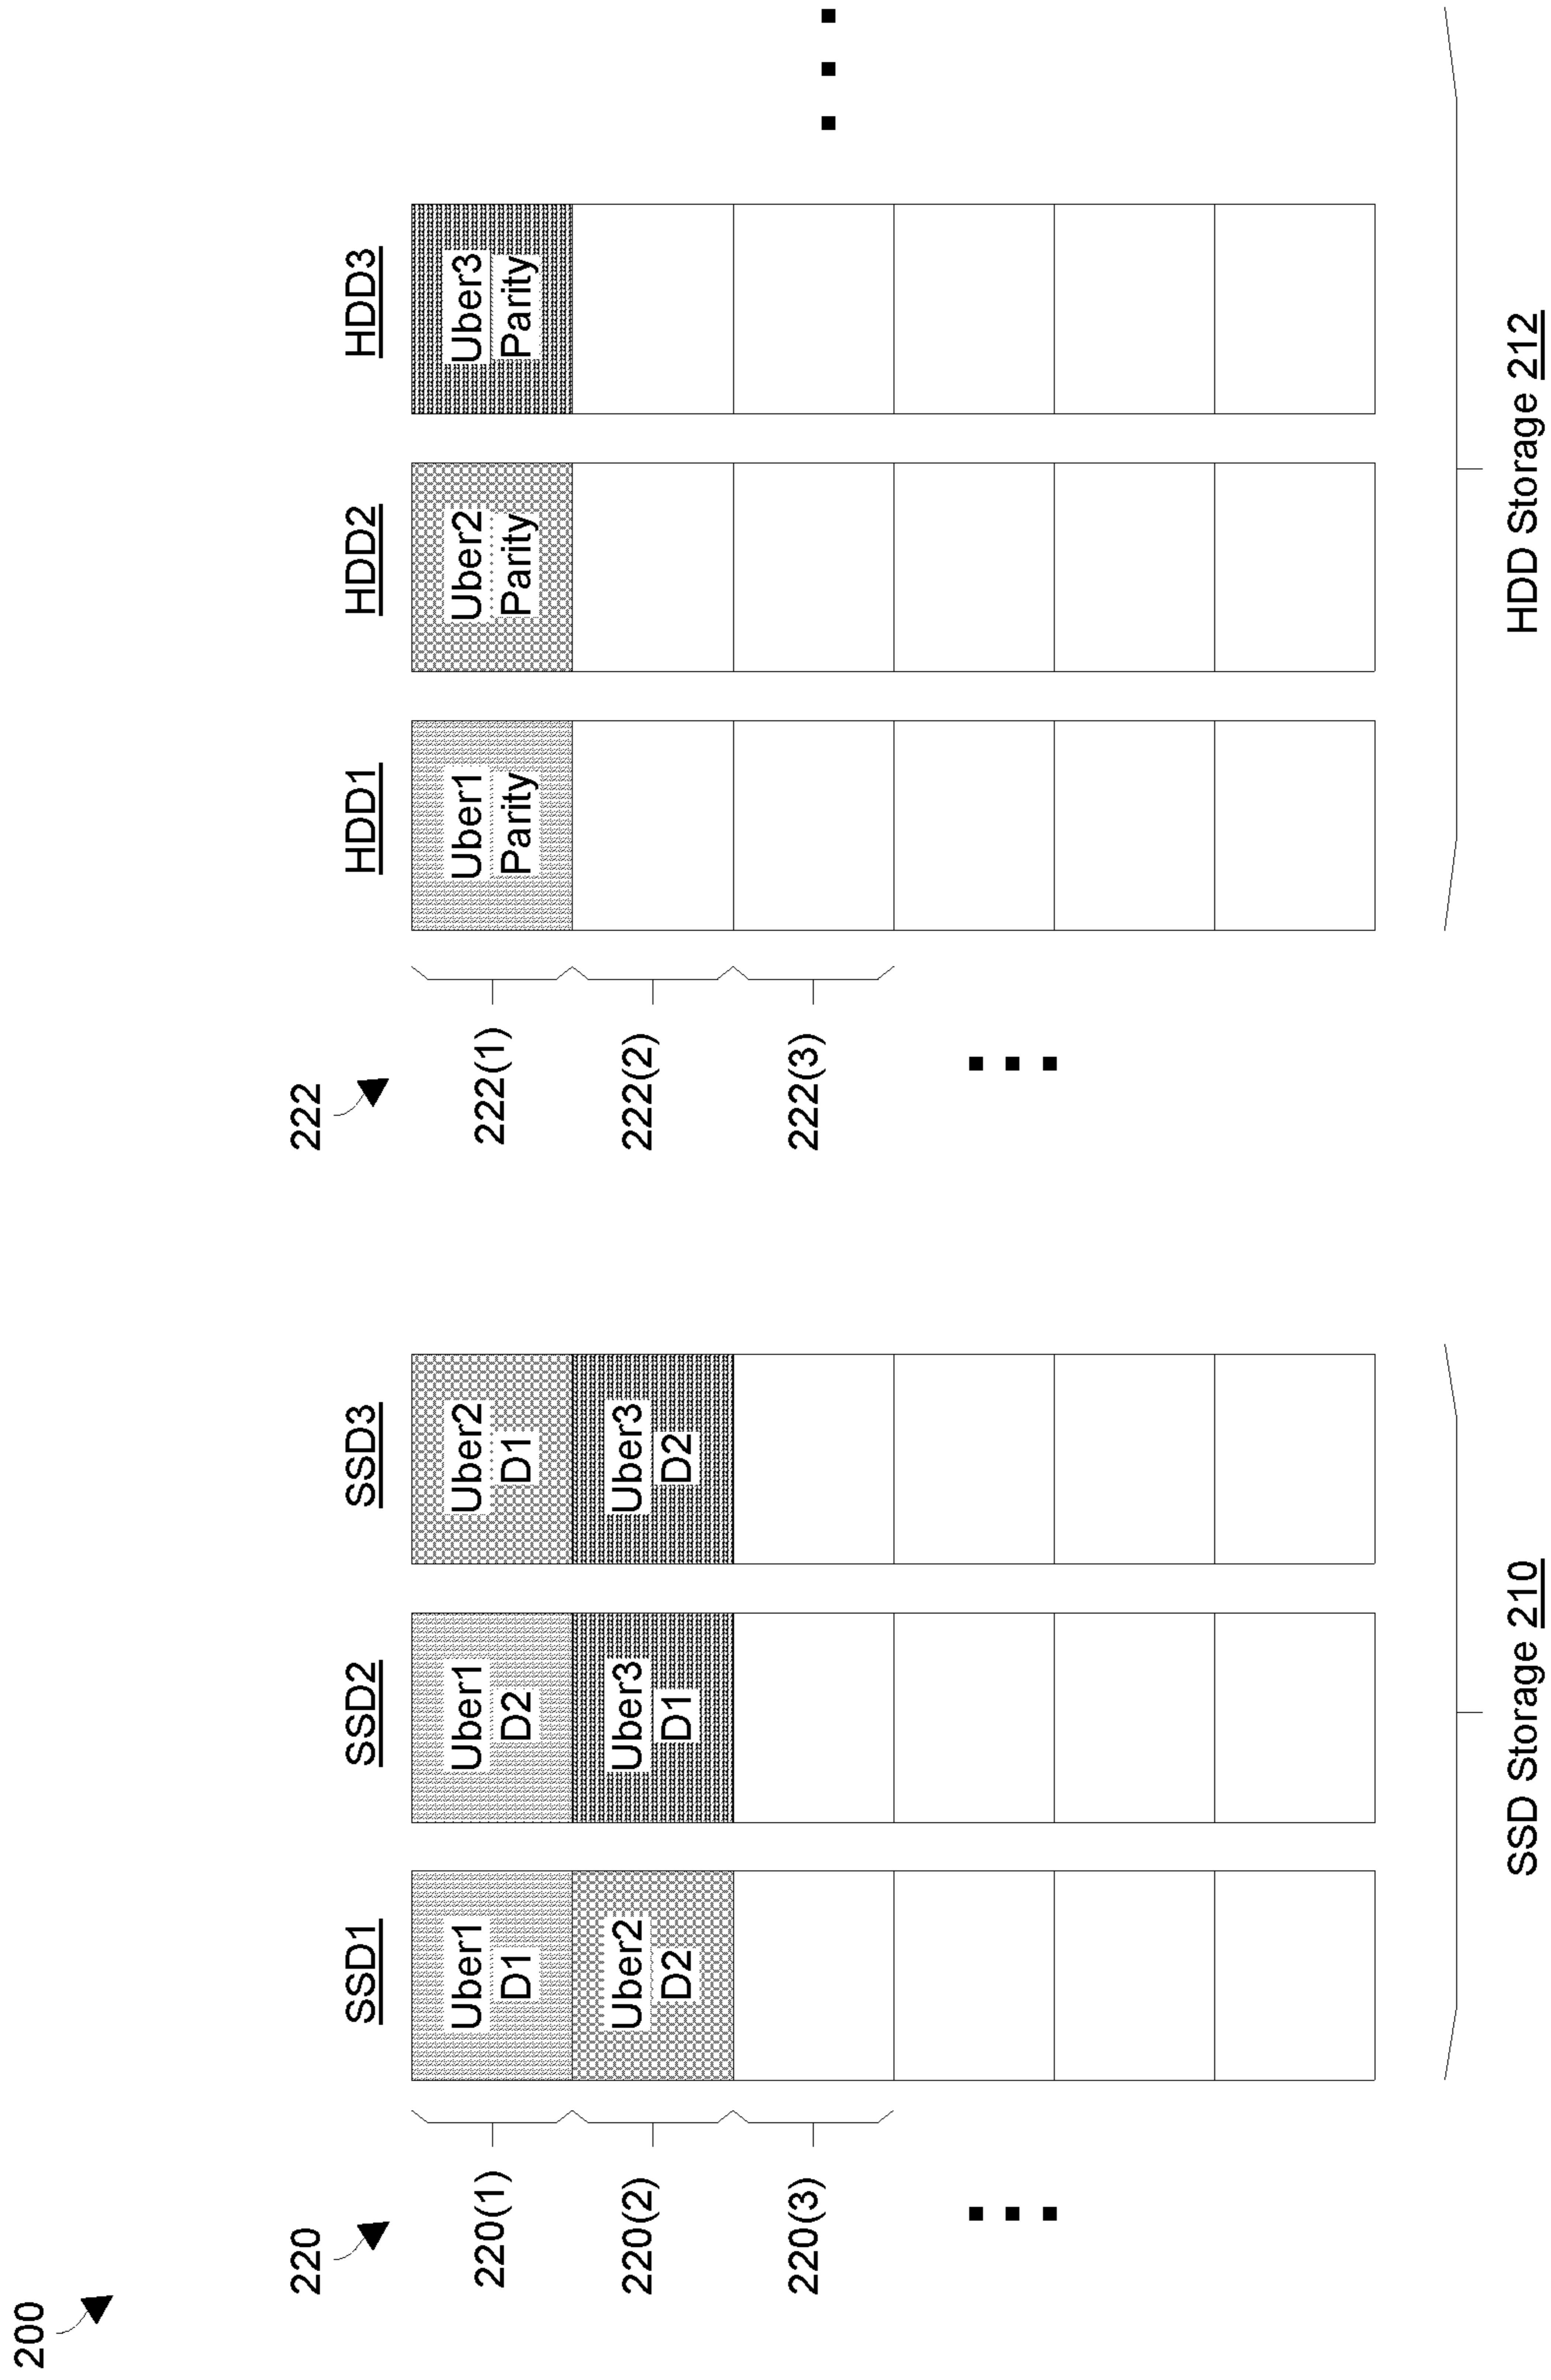 200
220
222
SSD1
SSD2
SSD3
HDD1
HDD2
HDD3
220(1)
Uber1
D1
Uber1
D2
Uber2
D1
222(1)
Uber1
Parity
Uber2
Parity
Uber3
Parity
220(2)
Uber2
D2
Uber3
D1
Uber3
D2
222(2)
220(3)
222(3)
SSD Storage 210
HDD Storage 212